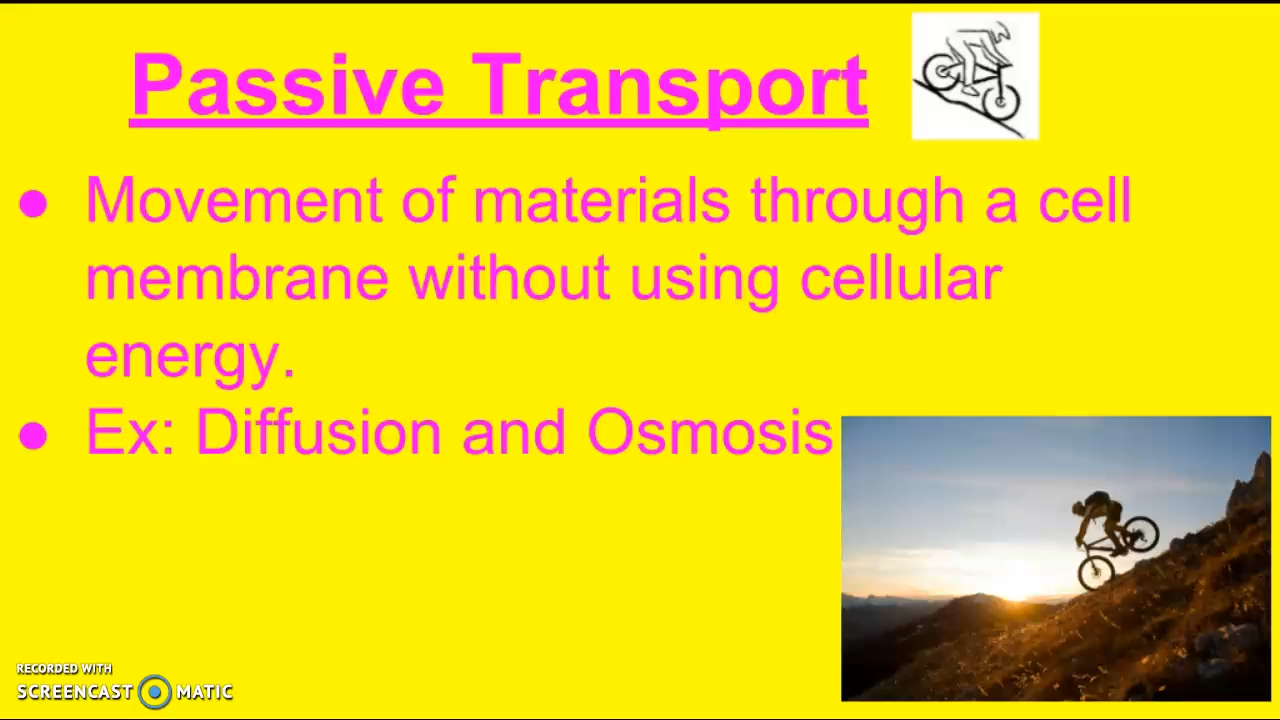 Passive Transport
● Movement of materials through a cell
membrane without using cellular
energy.
● Ex: Diffusion and Osmosis
RECORDED WITH
SCREENCAST MATIC